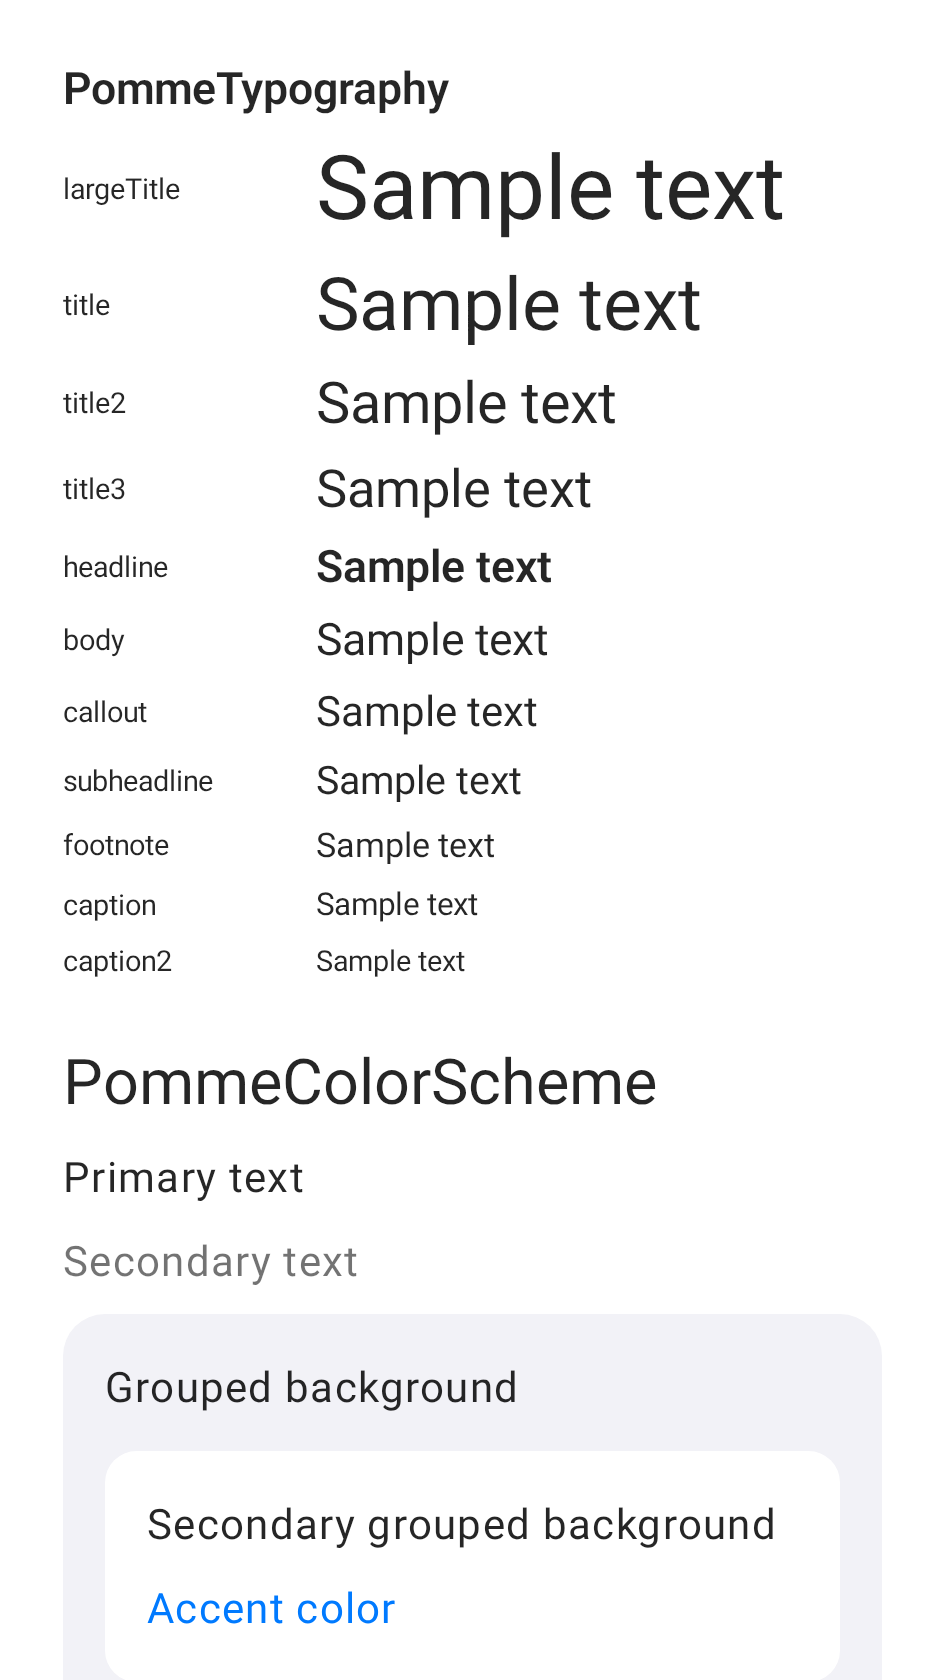 PommeTypography
largeTitle Sample text
title Sample text
title2 Sample text
title3 Sample text
headline Sample text
body Sample text
callout Sample text
subheadline Sample text
footnote Sample text
caption Sample text
caption2 Sample text
PommeColorScheme
Primary text
Secondary text
Grouped background
Secondary grouped background
Accent color